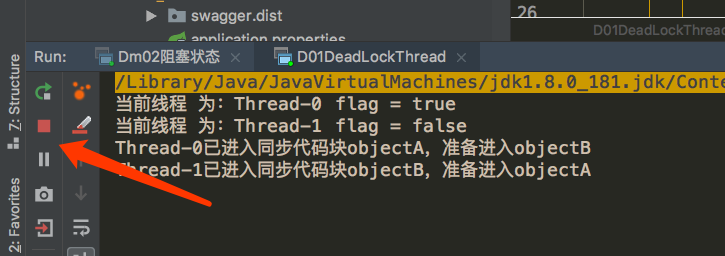 swagger.dist
application.properties
26
D01DeadLockThread
Run: Dm02阻塞状态 × D01DeadLockThread ×
Z: Structure
2: Favorites
/Library/Java/JavaVirtualMachines/jdk1.8.0_181.jdk/Conte
当前线程 为：Thread-0 flag = true
当前线程 为：Thread-1 flag = false
Thread-0已进入同步代码块objectA，准备进入objectB
Thread-1已进入同步代码块objectB，准备进入objectA